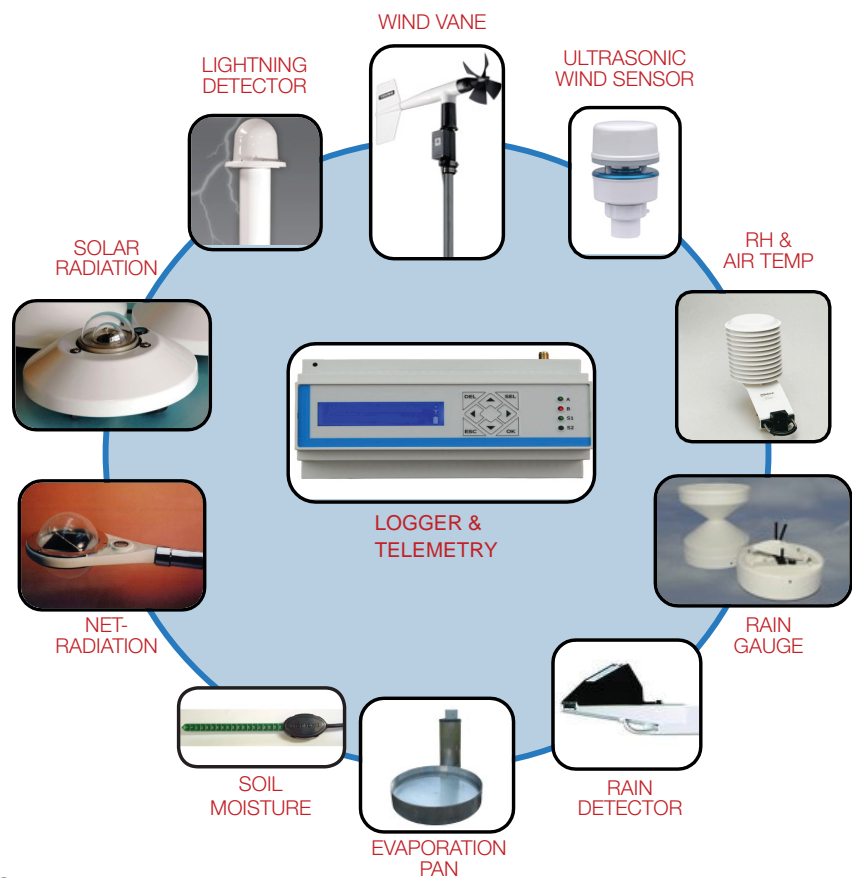 WIND VANE
LIGHTNING
DETECTOR
ULTRASONIC
WIND SENSOR
SOLAR
RADIATION
RH &
AIR TEMP
DEL
SEL
ESC
OK
A
B
S1
S2
LOGGER &
TELEMETRY
NET-
RADIATION
RAIN
GAUGE
SOIL
MOISTURE
RAIN
DETECTOR
EVAPORATION
PAN